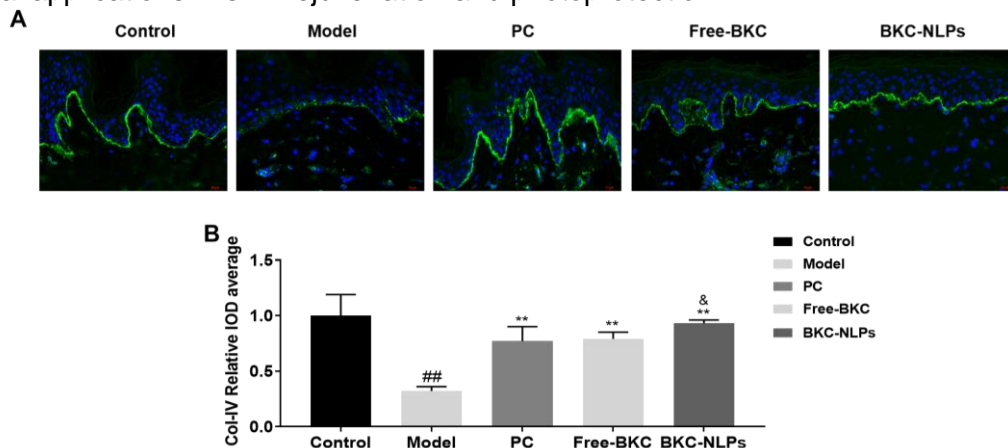 A
Control Model PC Free-BKC BKC-NLPs
B
Col-IV Relative IOD average
1.5
1.0
0.5
0.0
##
**
**
&
**
Control Model PC Free-BKC BKC-NLPs
Control
Model
PC
Free-BKC
BKC-NLPs